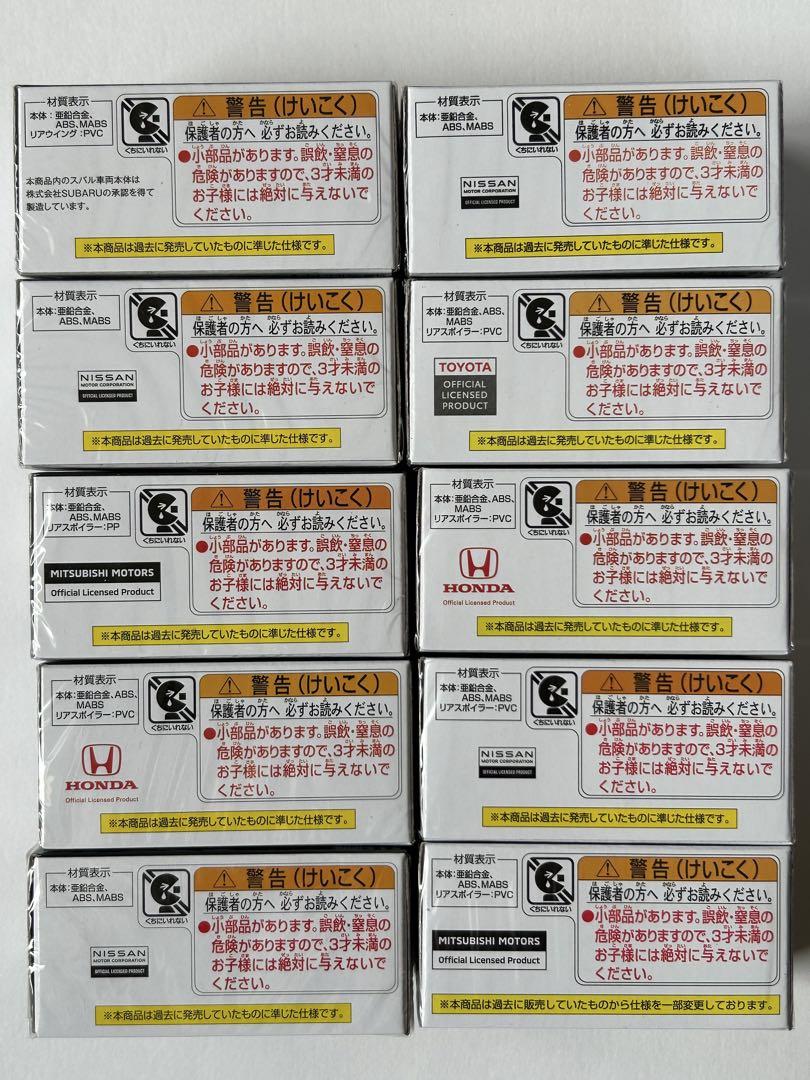 材質表示
本体:亜鉛合金、
ABS、MABS
リアウイング:PVC
本商品内のスバル車両本体は
株式会社SUBARUの承認を得て
製造しています。
くちにいれない
警告(けいこく)
保護者の方へ 必ずお読みください。
●小部品があります。誤飲・窒息の
危険がありますので、3才未満の
お子様には絶対に与えないで
ください。
※本商品は過去に発売していたものに準じた仕様です。
材質表示
本体:亜鉛合金、
ABS、MABS
NISSAN
MOTOR CORPORATION
OFFICIAL LICENSED PRODUCT
くちにいれない
警告(けいこく)
保護者の方へ 必ずお読みください。
●小部品があります。誤飲・窒息の
危険がありますので、3才未満の
お子様には絶対に与えないで
ください。
※本商品は過去に発売していたものに準じた仕様です。
材質表示
本体:亜鉛合金、
ABS、MABS
NISSAN
MOTOR CORPORATION
OFFICIAL LICENSED PRODUCT
くちにいれない
警告(けいこく)
保護者の方へ 必ずお読みください。
●小部品があります。誤飲・窒息の
危険がありますので、3才未満の
お子様には絶対に与えないで
ください。
※本商品は過去に発売していたものに準じた仕様です。
材質表示
本体:亜鉛合金、ABS、
MABS
リアスポイラー:PVC
TOYOTA
OFFICIAL
LICENSED
PRODUCT
くちにいれない
警告(けいこく)
保護者の方へ 必ずお読みください。
●小部品があります。誤飲・窒息の
危険がありますので、3才未満の
お子様には絶対に与えないで
ください。
※本商品は過去に発売していたものに準じた仕様です。
材質表示
本体:亜鉛合金、
ABS、MABS
リアスポイラー:PP
MITSUBISHI MOTORS
Official Licensed Product
くちにいれない
警告(けいこく)
保護者の方へ 必ずお読みください。
●小部品があります。誤飲・窒息の
危険がありますので、3才未満の
お子様には絶対に与えないで
ください。
※本商品は過去に発売していたものに準じた仕様です。
材質表示
本体:亜鉛合金、ABS、
MABS
リアスポイラー:PVC
HONDA
Official Licensed Product
くちにいれない
警告(けいこく)
保護者の方へ 必ずお読みください。
●小部品があります。誤飲・窒息の
危険がありますので、3才未満の
お子様には絶対に与えないで
ください。
※本商品は過去に発売していたものに準じた仕様です。
材質表示
本体:亜鉛合金、ABS、
MABS
リアスポイラー:PVC
HONDA
Official Licensed Product
くちにいれない
警告(けいこく)
保護者の方へ 必ずお読みください。
●小部品があります。誤飲・窒息の
危険がありますので、3才未満の
お子様には絶対に与えないで
ください。
※本商品は過去に発売していたものに準じた仕様です。
材質表示
本体:亜鉛合金、ABS、
MABS
リアスポイラー:PVC
NISSAN
MOTOR CORPORATION
OFFICIAL LICENSED PRODUCT
くちにいれない
警告(けいこく)
保護者の方へ 必ずお読みください。
●小部品があります。誤飲・窒息の
危険がありますので、3才未満の
お子様には絶対に与えないで
ください。
※本商品は過去に発売していたものに準じた仕様です。
材質表示
本体:亜鉛合金、
ABS、MABS
NISSAN
MOTOR CORPORATION
OFFICIAL LICENSED PRODUCT
くちにいれない
警告(けいこく)
保護者の方へ 必ずお読みください。
●小部品があります。誤飲・窒息の
危険がありますので、3才未満の
お子様には絶対に与えないで
ください。
※本商品は過去に発売していたものに準じた仕様です。
材質表示
本体:亜鉛合金、
ABS、MABS
MITSUBISHI MOTORS
Official Licensed Product
くちにいれない
警告(けいこく)
保護者の方へ 必ずお読みください。
●小部品があります。誤飲・窒息の
危険がありますので、3才未満の
お子様には絶対に与えないで
ください。
※本商品は過去に販売していたものから仕様を一部変更しております。